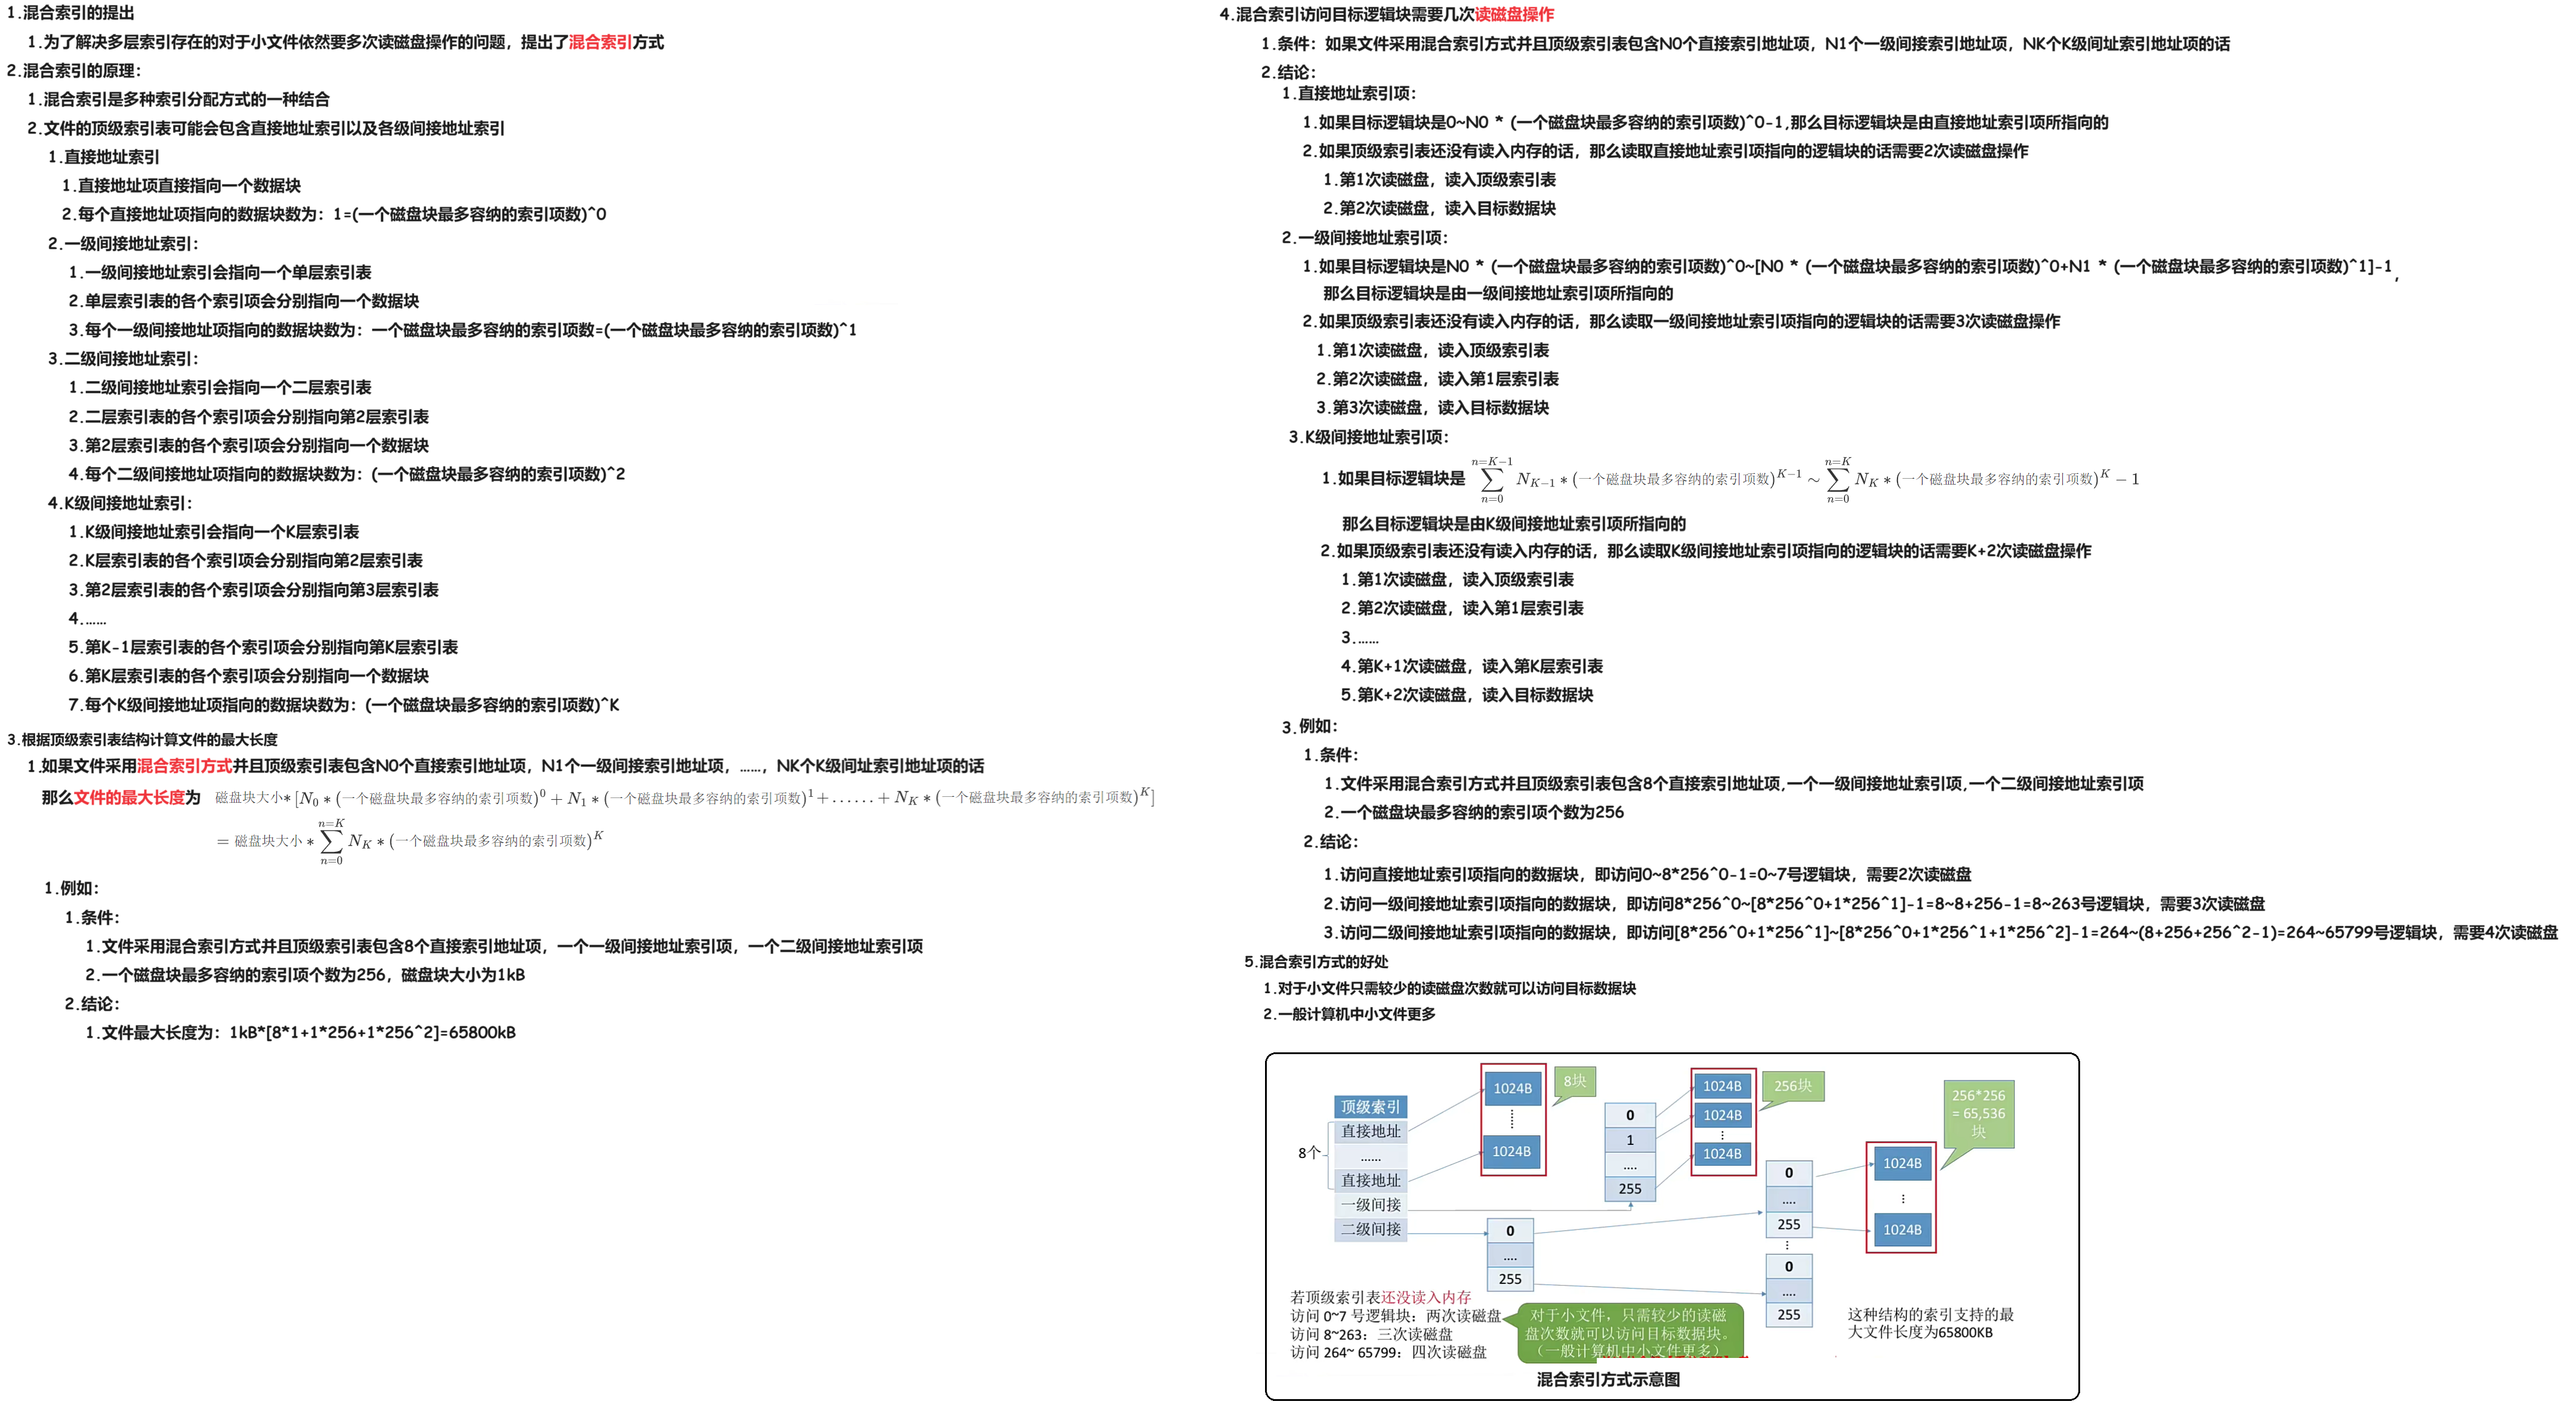 1.混合索引的提出
1.为了解决多层索引存在的对于小文件依然要多次读磁盘操作的问题，提出了混合索引方式
2.混合索引的原理：
1.混合索引是多种索引分配方式的一种结合
2.文件的顶级索引表可能会包含直接地址索引以及各级间接地址索引
1.直接地址索引
1.直接地址项直接指向一个数据块
2.每个直接地址项指向的数据块数为：1=(一个磁盘块最多容纳的索引项数)^0
2.一级间接地址索引：
1.一级间接地址索引会指向一个单层索引表
2.单层索引表的各个索引项会分别指向一个数据块
3.每个一级间接地址项指向的数据块数为：一个磁盘块最多容纳的索引项数=(一个磁盘块最多容纳的索引项数)^1
3.二级间接地址索引：
1.二级间接地址索引会指向一个二层索引表
2.二层索引表的各个索引项会分别指向第2层索引表
3.第2层索引表的各个索引项会分别指向一个数据块
4.每个二级间接地址项指向的数据块数为：(一个磁盘块最多容纳的索引项数)^2
4.K级间接地址索引：
1.K级间接地址索引会指向一个K层索引表
2.K层索引表的各个索引项会分别指向第2层索引表
3.第2层索引表的各个索引项会分别指向第3层索引表
4.……
5.第K-1层索引表的各个索引项会分别指向第K层索引表
6.第K层索引表的各个索引项会分别指向一个数据块
7.每个K级间接地址项指向的数据块数为：(一个磁盘块最多容纳的索引项数)^K
3.根据顶级索引表结构计算文件的最大长度
1.如果文件采用混合索引方式并且顶级索引表包含N0个直接索引地址项，N1个一级间接索引地址项，……，NK个K级间址索引地址项的话
那么文件的最大长度为 磁盘块大小*[N_0*(一个磁盘块最多容纳的索引项数)^0+N_1*(一个磁盘块最多容纳的索引项数)^1+......+N_K*(一个磁盘块最多容纳的索引项数)^K]
=磁盘块大小*∑_{n=0}^{n=K} N_K*(一个磁盘块最多容纳的索引项数)^K
1.例如：
1.条件：
1.文件采用混合索引方式并且顶级索引表包含8个直接索引地址项，一个一级间接地址索引项，一个二级间接地址索引项
2.一个磁盘块最多容纳的索引项个数为256，磁盘块大小为1kB
2.结论：
1.文件最大长度为：1kB*[8*1+1*256+1*256^2]=65800kB
4.混合索引访问目标逻辑块需要几次读磁盘操作
1.条件：如果文件采用混合索引方式并且顶级索引表包含N0个直接索引地址项，N1个一级间接索引地址项，NK个K级间址索引地址项的话
2.结论：
1.直接地址索引项：
1.如果目标逻辑块是0~N0 * (一个磁盘块最多容纳的索引项数)^0-1,那么目标逻辑块是由直接地址索引项所指向的
2.如果顶级索引表还没有读入内存的话，那么读取直接地址索引项指向的逻辑块的话需要2次读磁盘操作
1.第1次读磁盘，读入顶级索引表
2.第2次读磁盘，读入目标数据块
2.一级间接地址索引项：
1.如果目标逻辑块是N0 * (一个磁盘块最多容纳的索引项数)^0~[N0 * (一个磁盘块最多容纳的索引项数)^0+N1 * (一个磁盘块最多容纳的索引项数)^1]-1，
那么目标逻辑块是由一级间接地址索引项所指向的
2.如果顶级索引表还没有读入内存的话，那么读取一级间接地址索引项指向的逻辑块的话需要3次读磁盘操作
1.第1次读磁盘，读入顶级索引表
2.第2次读磁盘，读入第1层索引表
3.第3次读磁盘，读入目标数据块
3.K级间接地址索引项：
1.如果目标逻辑块是 ∑_{n=0}^{n=K-1} N_{K-1}*(一个磁盘块最多容纳的索引项数)^{K-1} ~ ∑_{n=0}^{n=K} N_K*(一个磁盘块最多容纳的索引项数)^K-1
那么目标逻辑块是由K级间接地址索引项所指向的
2.如果顶级索引表还没有读入内存的话，那么读取K级间接地址索引项指向的逻辑块的话需要K+2次读磁盘操作
1.第1次读磁盘，读入顶级索引表
2.第2次读磁盘，读入第1层索引表
3.……
4.第K+1次读磁盘，读入第K层索引表
5.第K+2次读磁盘，读入目标数据块
3.例如：
1.条件：
1.文件采用混合索引方式并且顶级索引表包含8个直接索引地址项,一个一级间接地址索引项,一个二级间接地址索引项
2.一个磁盘块最多容纳的索引项个数为256
2.结论：
1.访问直接地址索引项指向的数据块，即访问0~8*256^0-1=0~7号逻辑块，需要2次读磁盘
2.访问一级间接地址索引项指向的数据块，即访问8*256^0~[8*256^0+1*256^1]-1=8~8+256-1=8~263号逻辑块，需要3次读磁盘
3.访问二级间接地址索引项指向的数据块，即访问[8*256^0+1*256^1]~[8*256^0+1*256^1+1*256^2]-1=264~(8+256+256^2-1)=264~65799号逻辑块，需要4次读磁盘
5.混合索引方式的好处
1.对于小文件只需较少的读磁盘次数就可以访问目标数据块
2.一般计算机中小文件更多
顶级索引
直接地址
……
直接地址
一级间接
二级间接
8个
1024B
1024B
8块
0
1
....
255
1024B
1024B
1024B
256块
0
....
255
0
....
255
0
....
255
1024B
1024B
256*256
= 65,536
块
若顶级索引表还没读入内存
访问 0~7 号逻辑块：两次读磁盘
访问 8~263：三次读磁盘
访问 264~ 65799：四次读磁盘
对于小文件，只需较少的读磁
盘次数就可以访问目标数据块。
（一般计算机中小文件更多）
这种结构的索引支持的最
大文件长度为65800KB
混合索引方式示意图